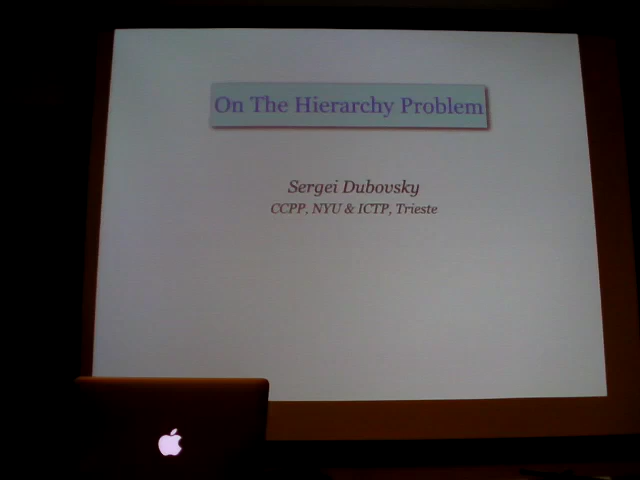 On The Hierarchy Problem
Sergei Dubovsky
CCPP, NYU & ICTP, Trieste